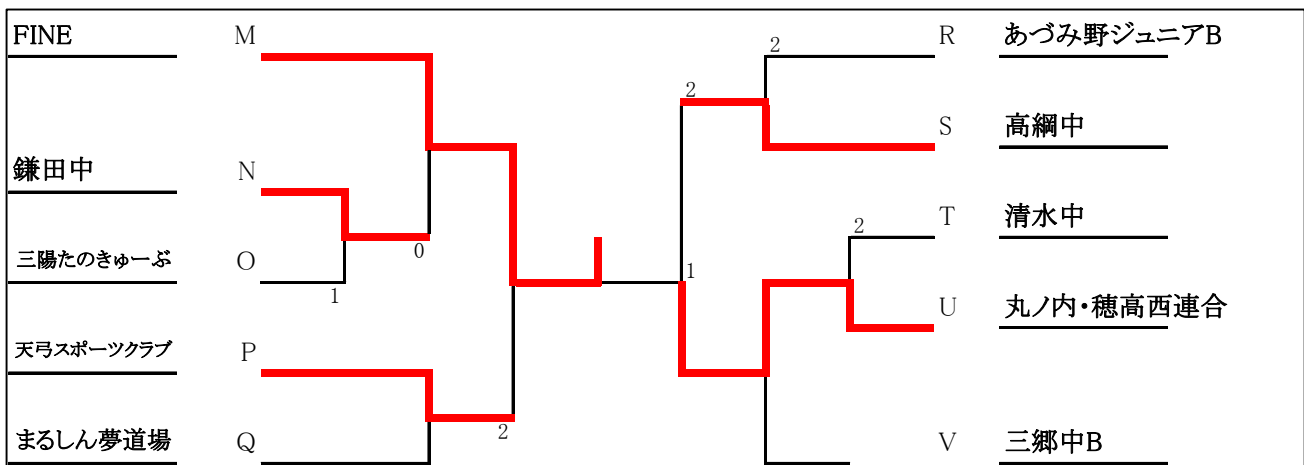 FINE M
鎌田中 N
三陽たのきゅーぶ O
天弓スポーツクラブ P
まるしん夢道場 Q
0
1
2
2
2
1
2
R あづみ野ジュニアB
S 高綱中
T 清水中
U 丸ノ内・穂高西連合
V 三郷中B